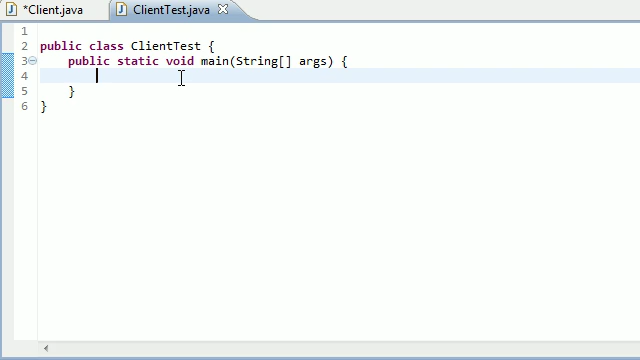 *Client.java ClientTest.java
1
2 public class ClientTest {
3 public static void main(String[] args) {
4
5 }
6 }